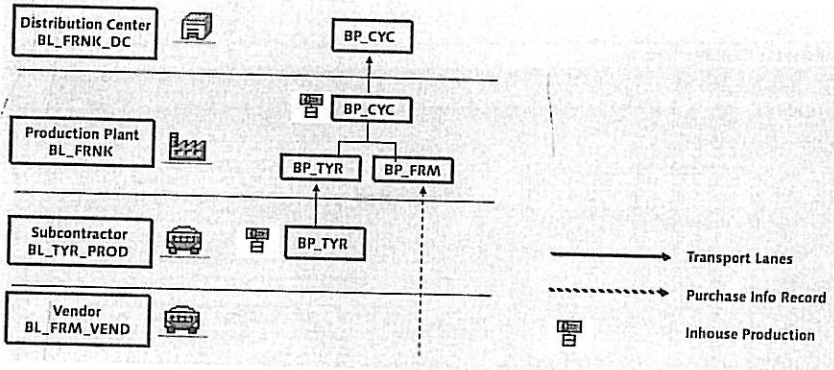 Distribution Center
BL_FRNK_DC
BP_CYC
BP_CYC
Production Plant
BL_FRNK
BP_TYR
BP_FRM
Subcontractor
BL_TYR_PROD
BP_TYR
Transport Lanes
Purchase Info Record
Vendor
BL_FRM_VEND
Inhouse Production